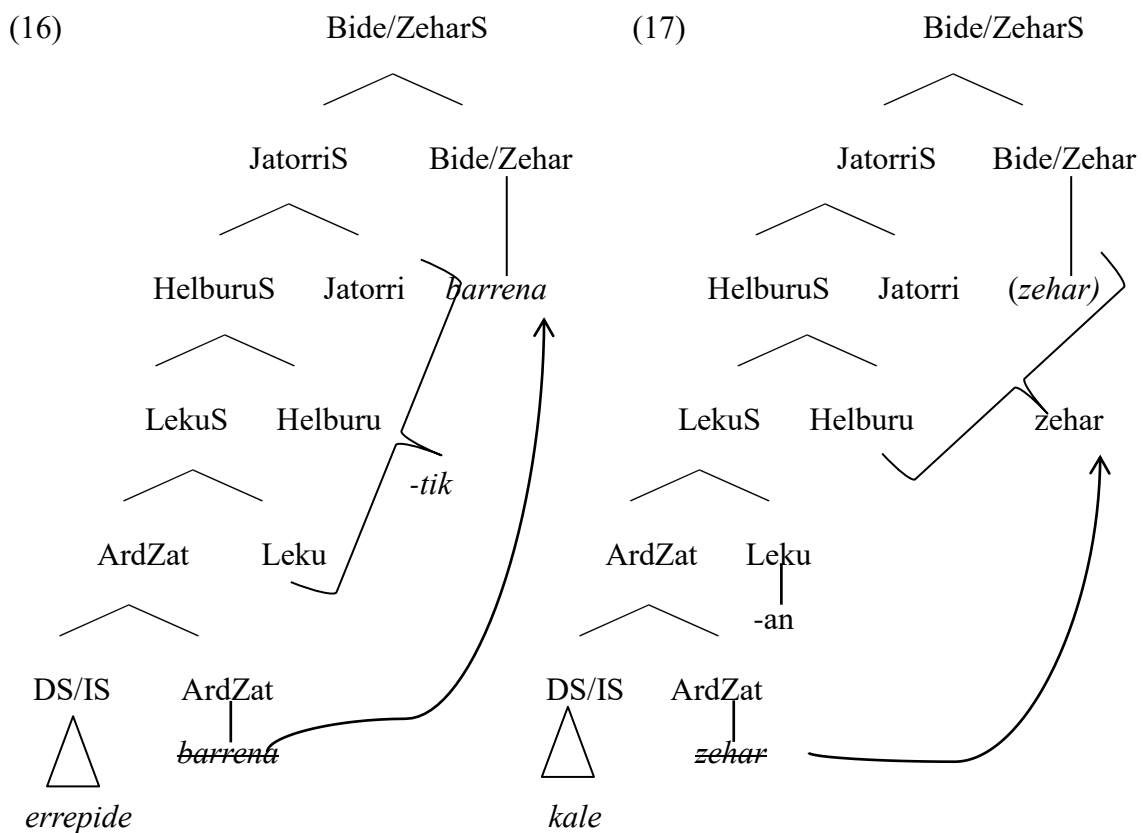 (16) Bide/ZeharS (17) Bide/ZeharS
JatorriS Bide/Zehar JatorriS Bide/Zehar
HelburuS Jatorri barrena HelburuS Jatorri (zehar)
LekuS Helburu LekuS Helburu zehar
-tik
ArdZat Leku ArdZat Leku
-an
DS/IS ArdZat DS/IS ArdZat
barrena zehar
errepide kale